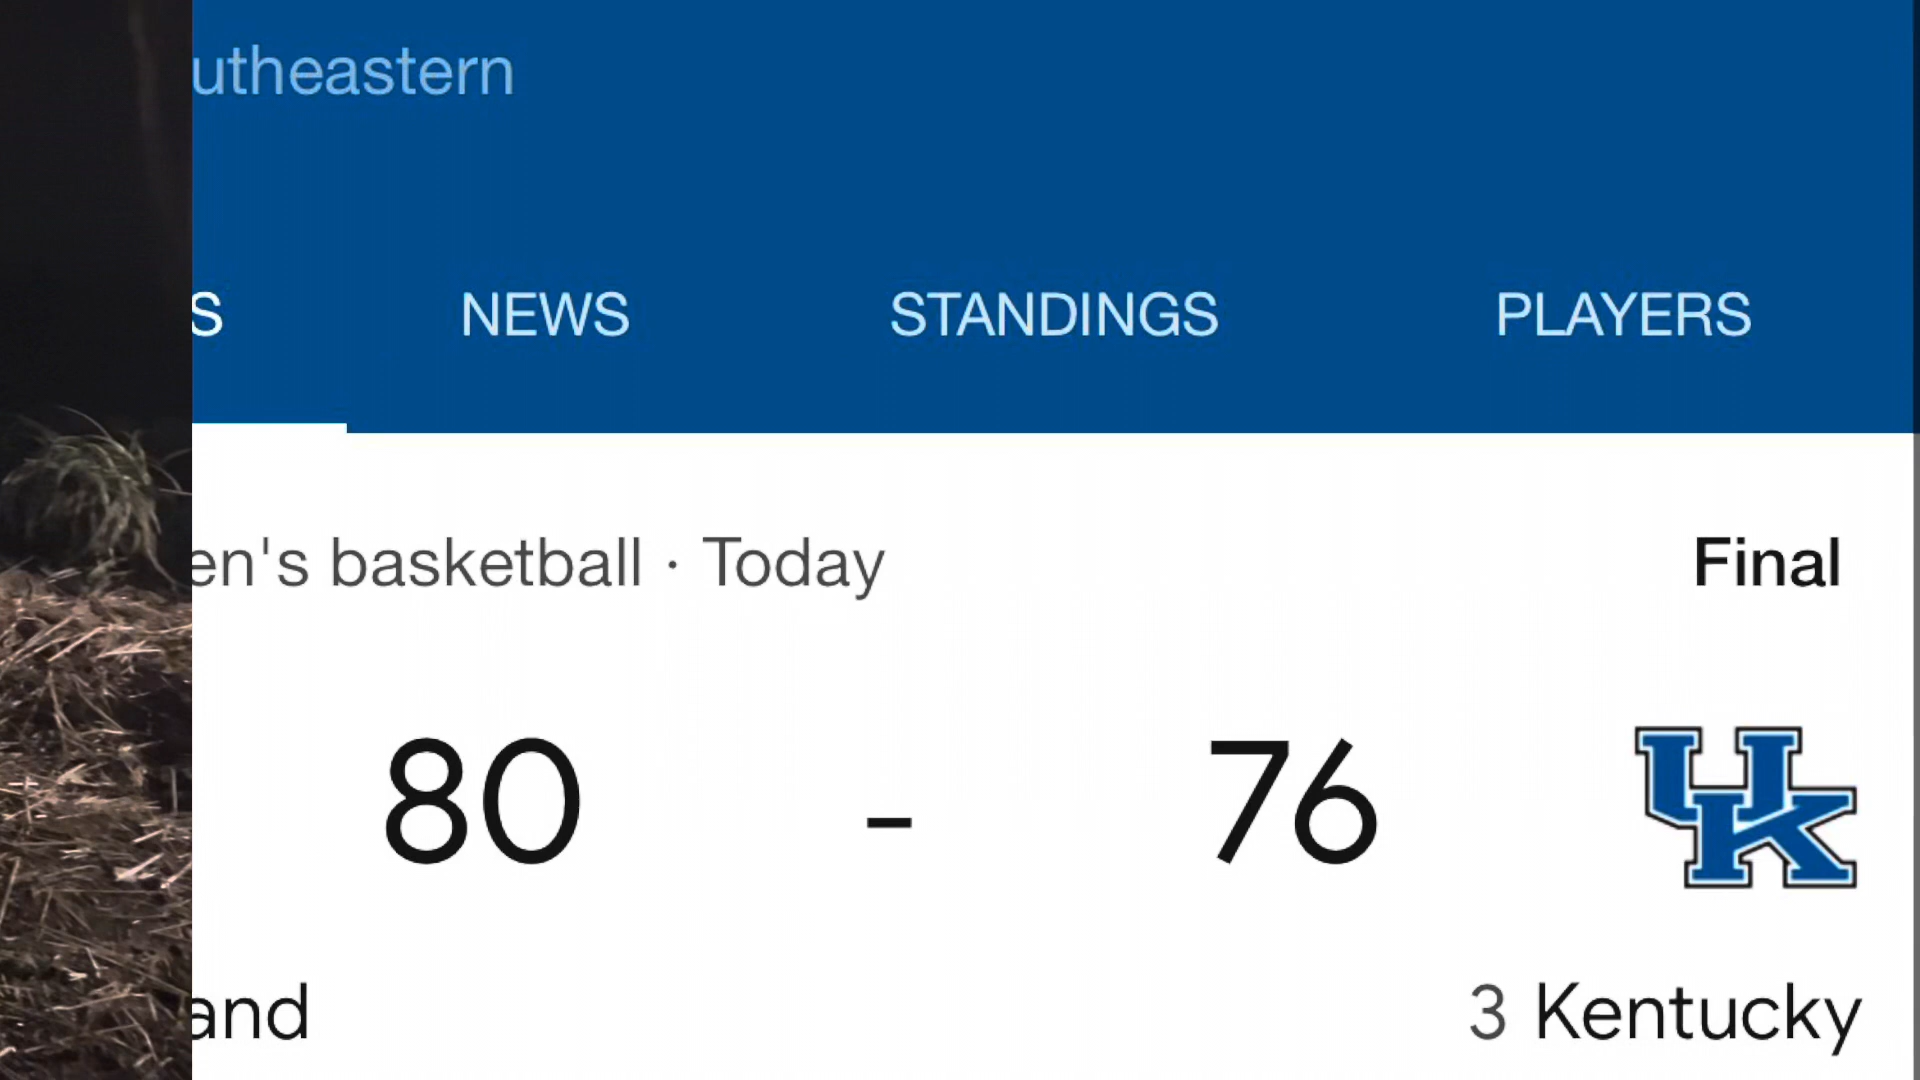 utheastern
S NEWS STANDINGS PLAYERS
en's basketball · Today Final
80 - 76 UK
and 3 Kentucky